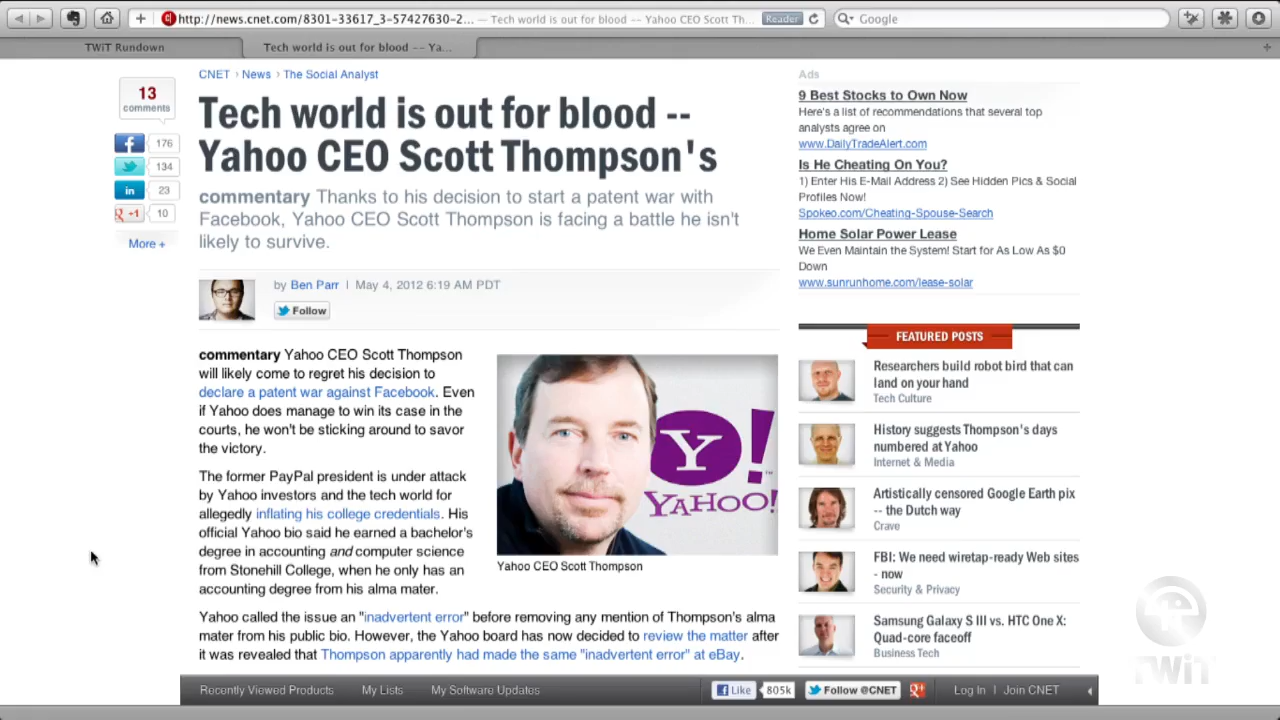 http://news.cnet.com/8301-33617_3-57427630-2... — Tech world is out for blood -- Yahoo CEO Scott Th... Reader
Google
TWiT Rundown
Tech world is out for blood -- Ya...
CNET › News › The Social Analyst
13
comments
176
134
23
+1 10
More +
Tech world is out for blood --
Yahoo CEO Scott Thompson's
commentary Thanks to his decision to start a patent war with
Facebook, Yahoo CEO Scott Thompson is facing a battle he isn't
likely to survive.
by Ben Parr | May 4, 2012 6:19 AM PDT
Follow
commentary Yahoo CEO Scott Thompson
will likely come to regret his decision to
declare a patent war against Facebook. Even
if Yahoo does manage to win its case in the
courts, he won't be sticking around to savor
the victory.
The former PayPal president is under attack
by Yahoo investors and the tech world for
allegedly inflating his college credentials. His
official Yahoo bio said he earned a bachelor's
degree in accounting and computer science
from Stonehill College, when he only has an
accounting degree from his alma mater.
Y!
YAHOO!
Yahoo CEO Scott Thompson
Yahoo called the issue an "inadvertent error" before removing any mention of Thompson's alma
mater from his public bio. However, the Yahoo board has now decided to review the matter after
it was revealed that Thompson apparently had made the same "inadvertent error" at eBay.
Ads
9 Best Stocks to Own Now
Here's a list of recommendations that several top
analysts agree on
www.DailyTradeAlert.com
Is He Cheating On You?
1) Enter His E-Mail Address 2) See Hidden Pics & Social
Profiles Now!
Spokeo.com/Cheating-Spouse-Search
Home Solar Power Lease
We Even Maintain the System! Start for As Low As $0
Down
www.sunrunhome.com/lease-solar
FEATURED POSTS
Researchers build robot bird that can
land on your hand
Tech Culture
History suggests Thompson's days
numbered at Yahoo
Internet & Media
Artistically censored Google Earth pix
-- the Dutch way
Crave
FBI: We need wiretap-ready Web sites
- now
Security & Privacy
Samsung Galaxy S III vs. HTC One X:
Quad-core faceoff
Business Tech
TWiT
Recently Viewed Products My Lists My Software Updates
Like 805k Follow @CNET Log In | Join CNET